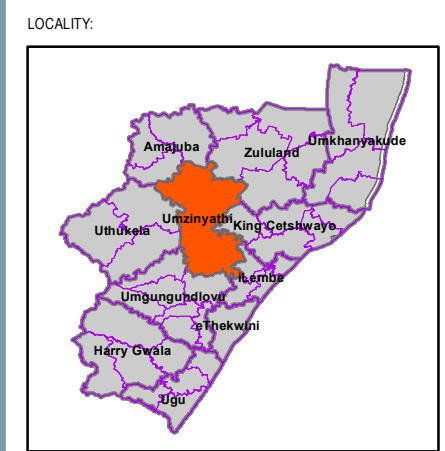 LOCALITY:
Amajuba
Zululand
Umkhanyakude
Umzinyathi
Uthukela
King Cetshwayo
iLembe
Umgungundlovu
eThekwini
Harry Gwala
Ugu